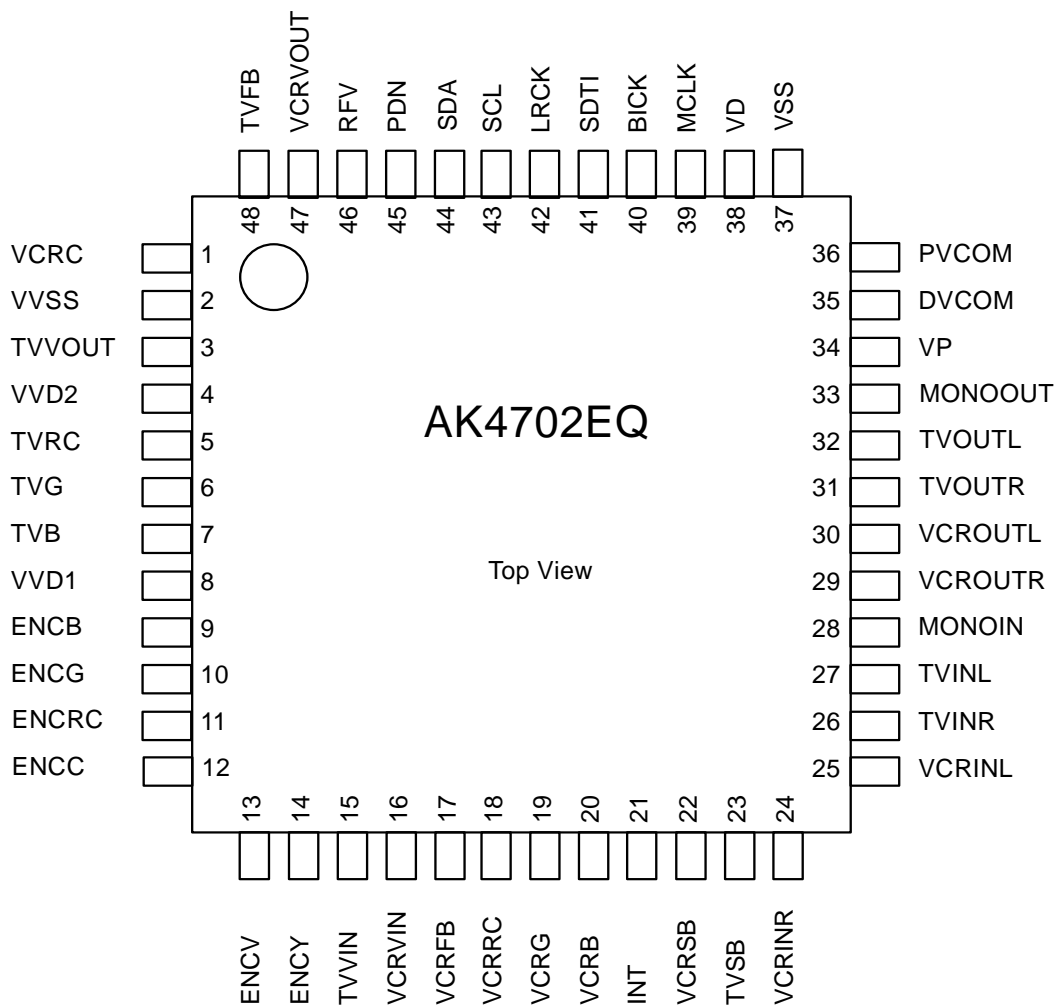 TVFB
VCRVOUT
RFV
PDN
SDA
SCL
LRCK
SDTI
BICK
MCLK
VD
VSS
48
47
46
45
44
43
42
41
40
39
38
37
VCRC 1
VVSS 2
TVVOUT 3
VVD2 4
TVRC 5
TVG 6
TVB 7
VVD1 8
ENCB 9
ENCG 10
ENCRC 11
ENCC 12
AK4702EQ
Top View
36 PVCOM
35 DVCOM
34 VP
33 MONOOUT
32 TVOUTL
31 TVOUTR
30 VCROUTL
29 VCROUTR
28 MONOIN
27 TVINL
26 TVINR
25 VCRINL
13
14
15
16
17
18
19
20
21
22
23
24
ENCV
ENCY
TVVIN
VCRVIN
VCRFB
VCRRC
VCRG
VCRB
INT
VCRSB
TVSB
VCRINR